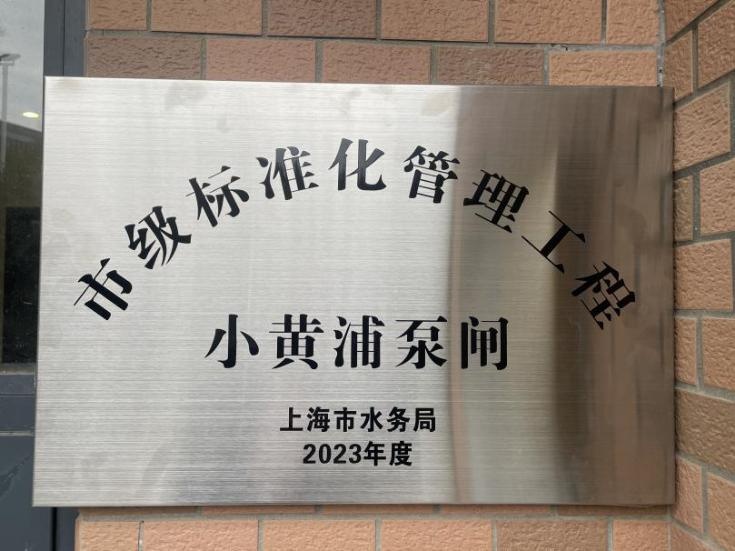 市级标准化管理工程
小黄浦泵闸
上海市水务局
2023年度